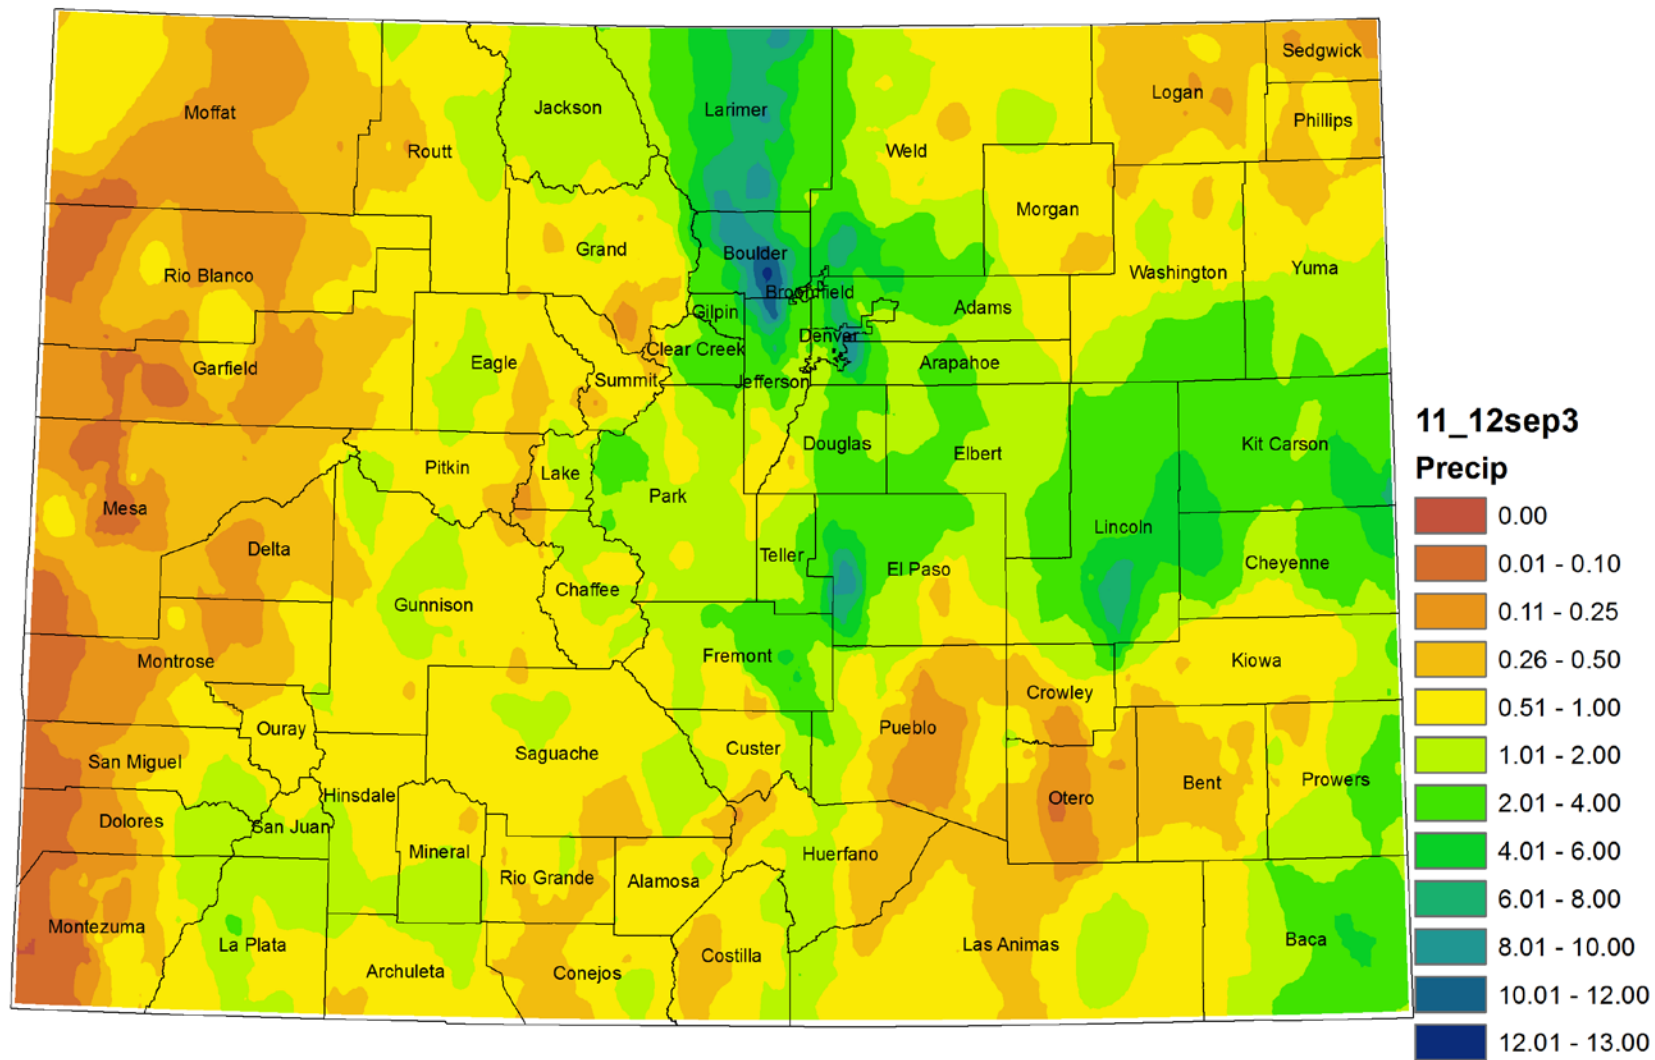 Sedgwick
Logan
Moffat
Jackson
Larimer
Phillips
Routt
Weld
Morgan
Grand
Boulder
Rio Blanco
Washington
Yuma
Broomfield
Gilpin
Adams
Denver
Clear Creek
Garfield
Eagle
Arapahoe
Summit
Jefferson
Douglas
Kit Carson
Elbert
Pitkin
Lake
Park
Mesa
Lincoln
Delta
Teller
El Paso
Cheyenne
Chaffee
Gunnison
Fremont
Montrose
Kiowa
Crowley
Ouray
Pueblo
Custer
Saguache
San Miguel
Bent
Prowers
Hinsdale
Otero
Dolores
San Juan
Mineral
Huerfano
Rio Grande
Alamosa
Montezuma
La Plata
Baca
Las Animas
Costilla
Archuleta
Conejos
11_12sep3
Precip
0.00
0.01 - 0.10
0.11 - 0.25
0.26 - 0.50
0.51 - 1.00
1.01 - 2.00
2.01 - 4.00
4.01 - 6.00
6.01 - 8.00
8.01 - 10.00
10.01 - 12.00
12.01 - 13.00